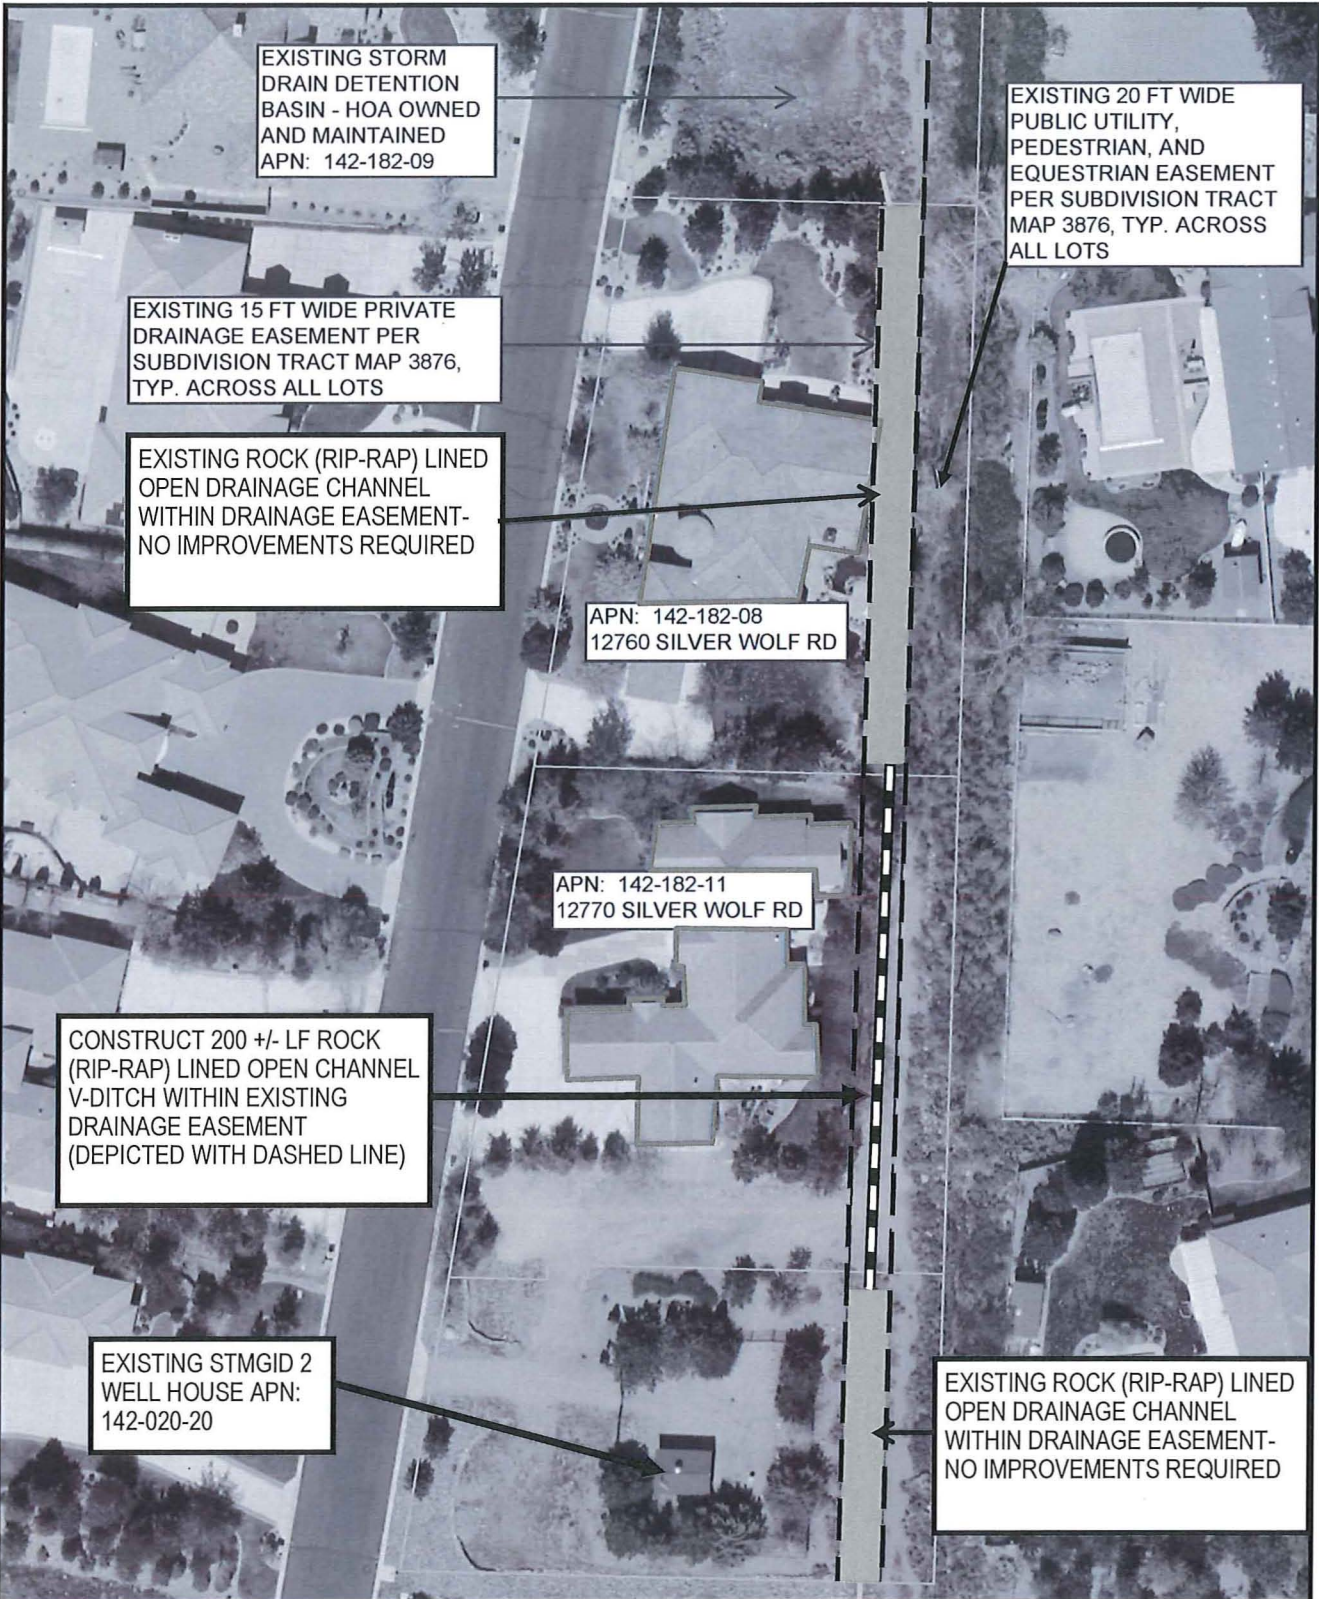 EXISTING STORM
DRAIN DETENTION
BASIN - HOA OWNED
AND MAINTAINED
APN: 142-182-09
EXISTING 20 FT WIDE
PUBLIC UTILITY,
PEDESTRIAN, AND
EQUESTRIAN EASEMENT
PER SUBDIVISION TRACT
MAP 3876, TYP. ACROSS
ALL LOTS
EXISTING 15 FT WIDE PRIVATE
DRAINAGE EASEMENT PER
SUBDIVISION TRACT MAP 3876,
TYP. ACROSS ALL LOTS
EXISTING ROCK (RIP-RAP) LINED
OPEN DRAINAGE CHANNEL
WITHIN DRAINAGE EASEMENT-
NO IMPROVEMENTS REQUIRED
APN: 142-182-08
12760 SILVER WOLF RD
APN: 142-182-11
12770 SILVER WOLF RD
CONSTRUCT 200 +/- LF ROCK
(RIP-RAP) LINED OPEN CHANNEL
V-DITCH WITHIN EXISTING
DRAINAGE EASEMENT
(DEPICTED WITH DASHED LINE)
EXISTING STMGID 2
WELL HOUSE APN:
142-020-20
EXISTING ROCK (RIP-RAP) LINED
OPEN DRAINAGE CHANNEL
WITHIN DRAINAGE EASEMENT-
NO IMPROVEMENTS REQUIRED